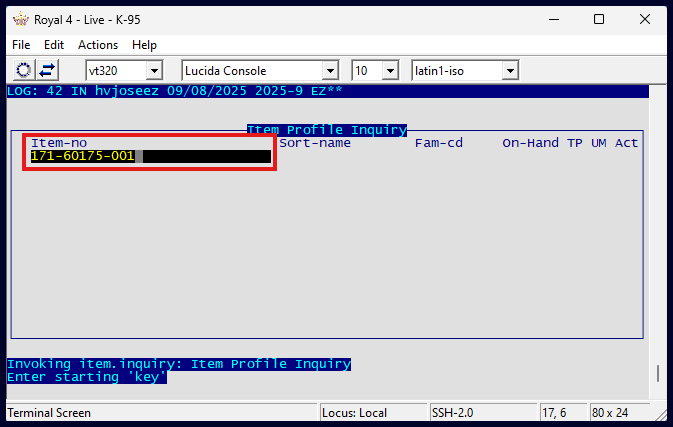 Royal 4 - Live - K-95
File Edit Actions Help
vt320 Lucida Console 10 latin1-iso
LOG: 42 IN hvjoseez 09/08/2025 2025-9 EZ**
Item Profile Inquiry
Item-no Sort-name Fam-cd On-Hand TP UM Act
171-60175-001
Invoking item.inquiry: Item Profile Inquiry
Enter starting 'key'
Terminal Screen Locus: Local SSH-2.0 17, 6 80 x 24